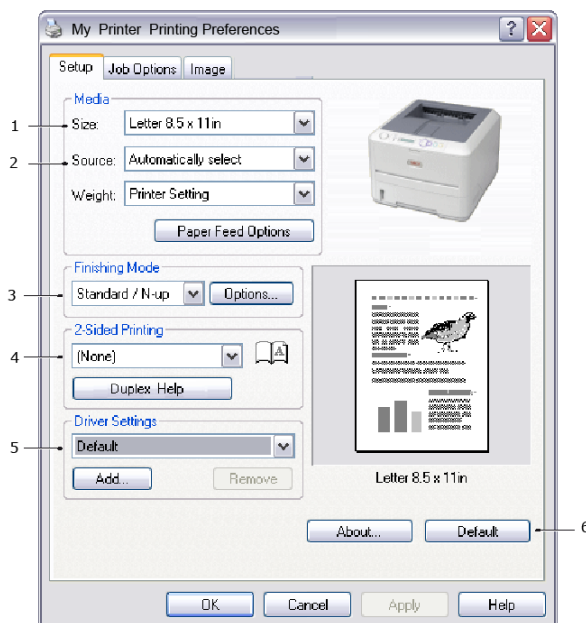 My Printer Printing Preferences
?
Setup Job Options Image
Media
1 Size: Letter 8.5 x 11in
2 Source: Automatically select
Weight: Printer Setting
Paper Feed Options
Finishing Mode
3 Standard / N-up Options...
2-Sided Printing
4 (None) A
Duplex Help
Driver Settings
5 Default
Add... Remove
Letter 8.5 x 11in
About... Default 6
OK Cancel Apply Help